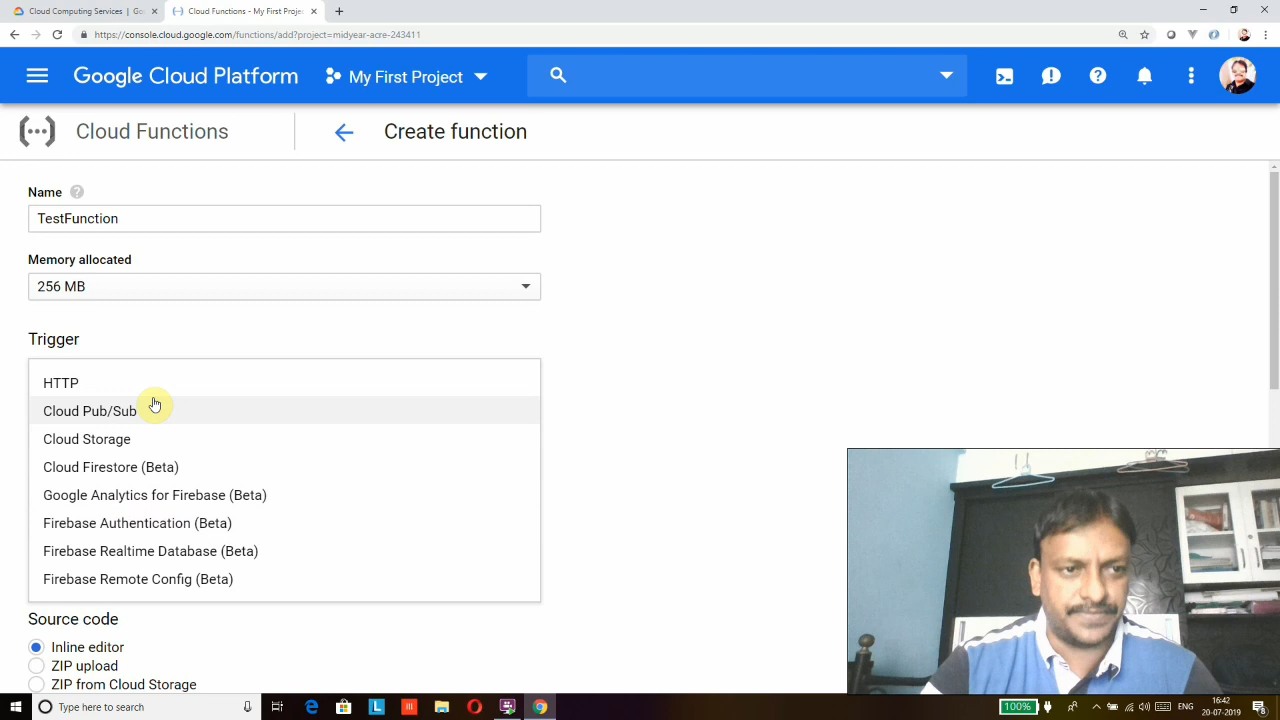 Cloud Computing Services | Go
Cloud Functions - My First Projec
https://console.cloud.google.com/functions/add?project=midyear-acre-243411
Google Cloud Platform
My First Project
Cloud Functions
Create function
Name
TestFunction
Memory allocated
256 MB
Trigger
HTTP
Cloud Pub/Sub
Cloud Storage
Cloud Firestore (Beta)
Google Analytics for Firebase (Beta)
Firebase Authentication (Beta)
Firebase Realtime Database (Beta)
Firebase Remote Config (Beta)
Source code
Inline editor
ZIP upload
ZIP from Cloud Storage
Type here to search
100%
ENG
16:42
20-07-2019
8